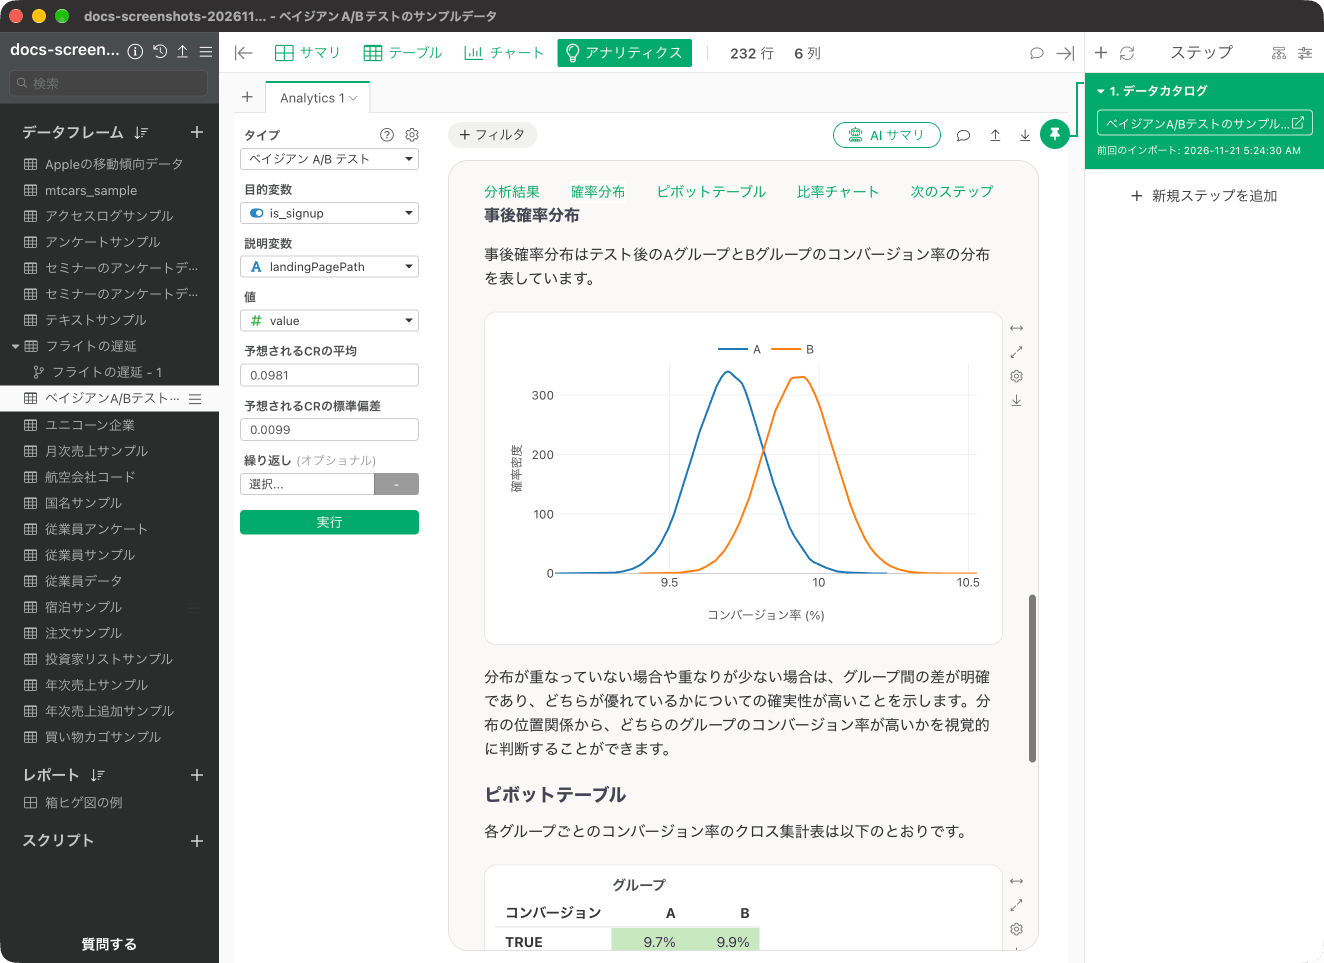 docs-screenshots-202611... - ベイジアンA/Bテストのサンプルデータ
docs-screen...
検索
データフレーム
Appleの移動傾向データ
mtcars_sample
アクセスログサンプル
アンケートサンプル
セミナーのアンケートデ…
セミナーのアンケートデ…
テキストサンプル
フライトの遅延
フライトの遅延 - 1
ベイジアンA/Bテスト…
ユニコーン企業
月次売上サンプル
航空会社コード
国名サンプル
従業員アンケート
従業員サンプル
従業員データ
宿泊サンプル
注文サンプル
投資家リストサンプル
年次売上サンプル
年次売上追加サンプル
買い物カゴサンプル
レポート
箱ヒゲ図の例
スクリプト
質問する
サマリ テーブル チャート アナリティクス 232 行 6 列
Analytics 1
タイプ
ベイジアン A/B テスト
目的変数
is_signup
説明変数
A landingPagePath
値
# value
予想されるCRの平均
0.0981
予想されるCRの標準偏差
0.0099
繰り返し (オプショナル)
選択... -
実行
+ フィルタ
AI サマリ
分析結果 確率分布 ピボットテーブル 比率チャート 次のステップ
事後確率分布
事後確率分布はテスト後のAグループとBグループのコンバージョン率の分布
を表しています。
A B
確率密度
300
200
100
0
9.5 10 10.5
コンバージョン率 (%)
分布が重なっていない場合や重なりが少ない場合は、グループ間の差が明確
であり、どちらが優れているかについての確実性が高いことを示します。分
布の位置関係から、どちらのグループのコンバージョン率が高いかを視覚的
に判断することができます。
ピボットテーブル
各グループごとのコンバージョン率のクロス集計表は以下のとおりです。
グループ
コンバージョン A B
TRUE 9.7% 9.9%
ステップ
1. データカタログ
ベイジアンA/Bテストのサンプル...
前回のインポート: 2026-11-21 5:24:30 AM
+ 新規ステップを追加